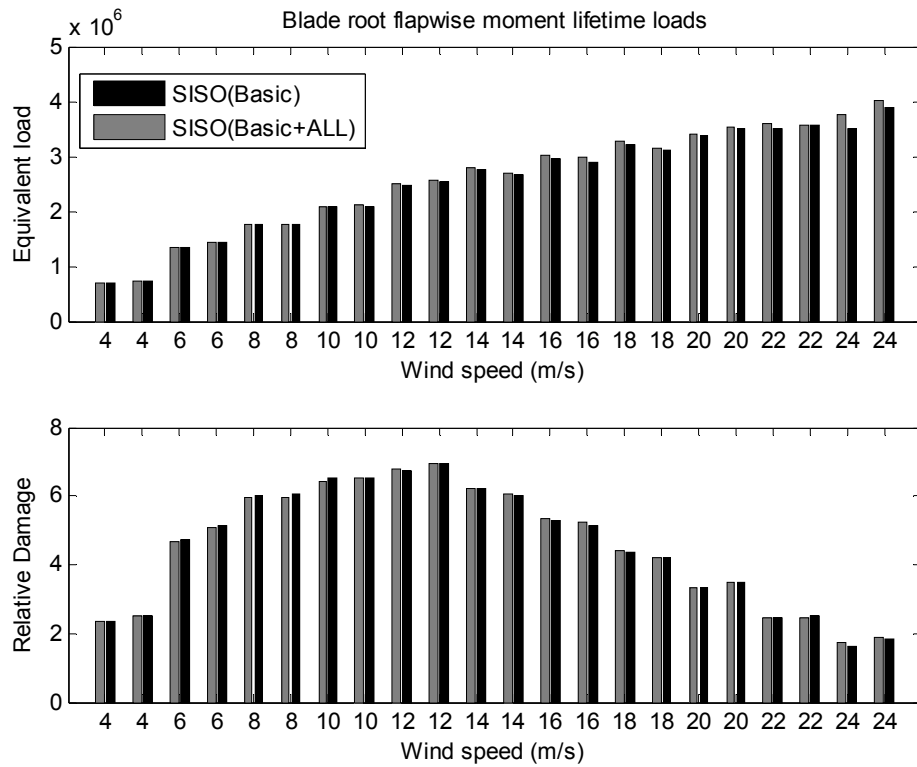 Blade root flapwise moment lifetime loads
x 10^6
5
4
3
2
1
0
Equivalent load
SISO(Basic)
SISO(Basic+ALL)
4 4 6 6 8 8 10 10 12 12 14 14 16 16 18 18 20 20 22 22 24 24
Wind speed (m/s)
8
6
4
2
0
Relative Damage
4 4 6 6 8 8 10 10 12 12 14 14 16 16 18 18 20 20 22 22 24 24
Wind speed (m/s)